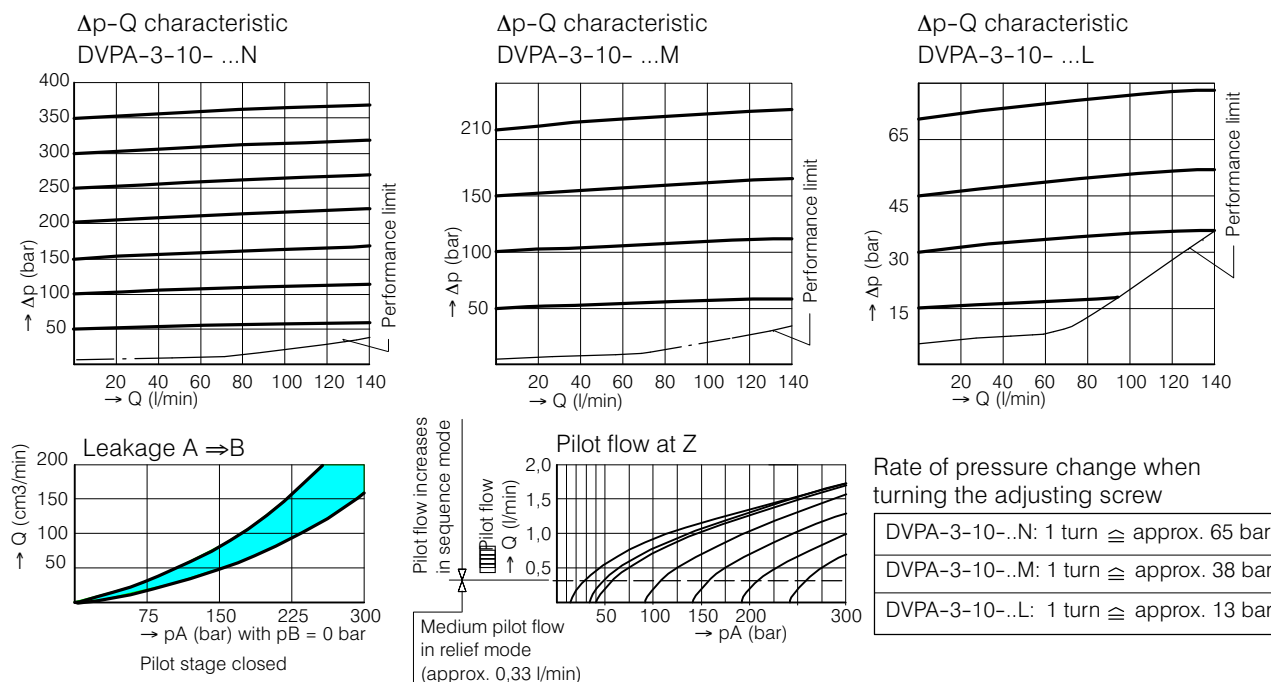 Δp-Q characteristic
DVPA-3-10- ...N
400
350
300
250
200
150
100
50
→ Δp (bar)
20 40 60 80 100 120 140
→ Q (l/min)
Performance limit
Δp-Q characteristic
DVPA-3-10- ...M
210
150
100
50
→ Δp (bar)
20 40 60 80 100 120 140
→ Q (l/min)
Performance limit
Δp-Q characteristic
DVPA-3-10- ...L
65
45
30
15
→ Δp (bar)
20 40 60 80 100 120 140
→ Q (l/min)
Performance limit
Leakage A ⇒B
200
150
100
50
→ Q (cm3/min)
75 150 225 300
→ pA (bar) with pB = 0 bar
Pilot stage closed
Pilot flow increases
in sequence mode
Medium pilot flow
in relief mode
(approx. 0,33 l/min)
Pilot flow at Z
Pilot flow
→ Q (l/min)
2,0
1,5
1,0
0,5
50 100 150 200 250 300
→ pA (bar)
Rate of pressure change when
turning the adjusting screw
DVPA-3-10-..N: 1 turn ≙ approx. 65 bar
DVPA-3-10-..M: 1 turn ≙ approx. 38 bar
DVPA-3-10-..L: 1 turn ≙ approx. 13 bar